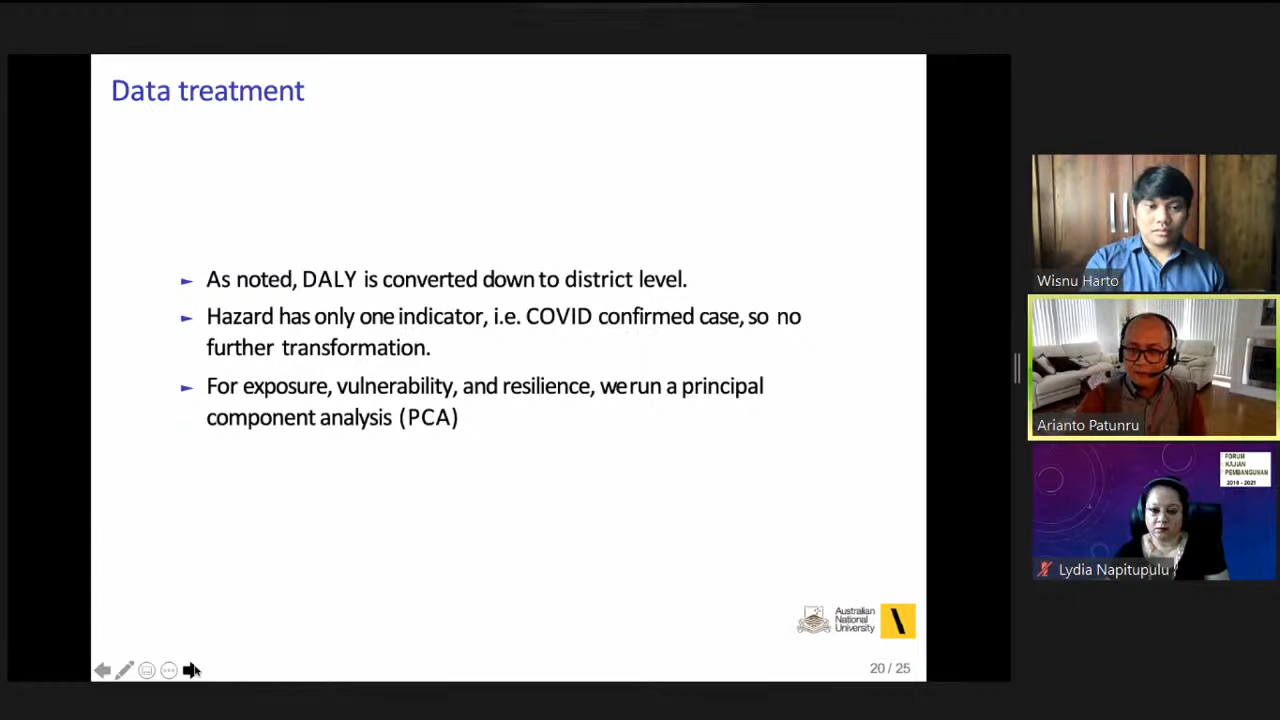 Data treatment
► As noted, DALY is converted down to district level.
► Hazard has only one indicator, i.e. COVID confirmed case, so no
further transformation.
► For exposure, vulnerability, and resilience, we run a principal
component analysis (PCA)
Australian
National
University
20 / 25
Wisnu Harto
Arianto Patunru
FORUM
KAJIAN
PEMBANGUNAN
2010 - 2021
Lydia Napitupulu